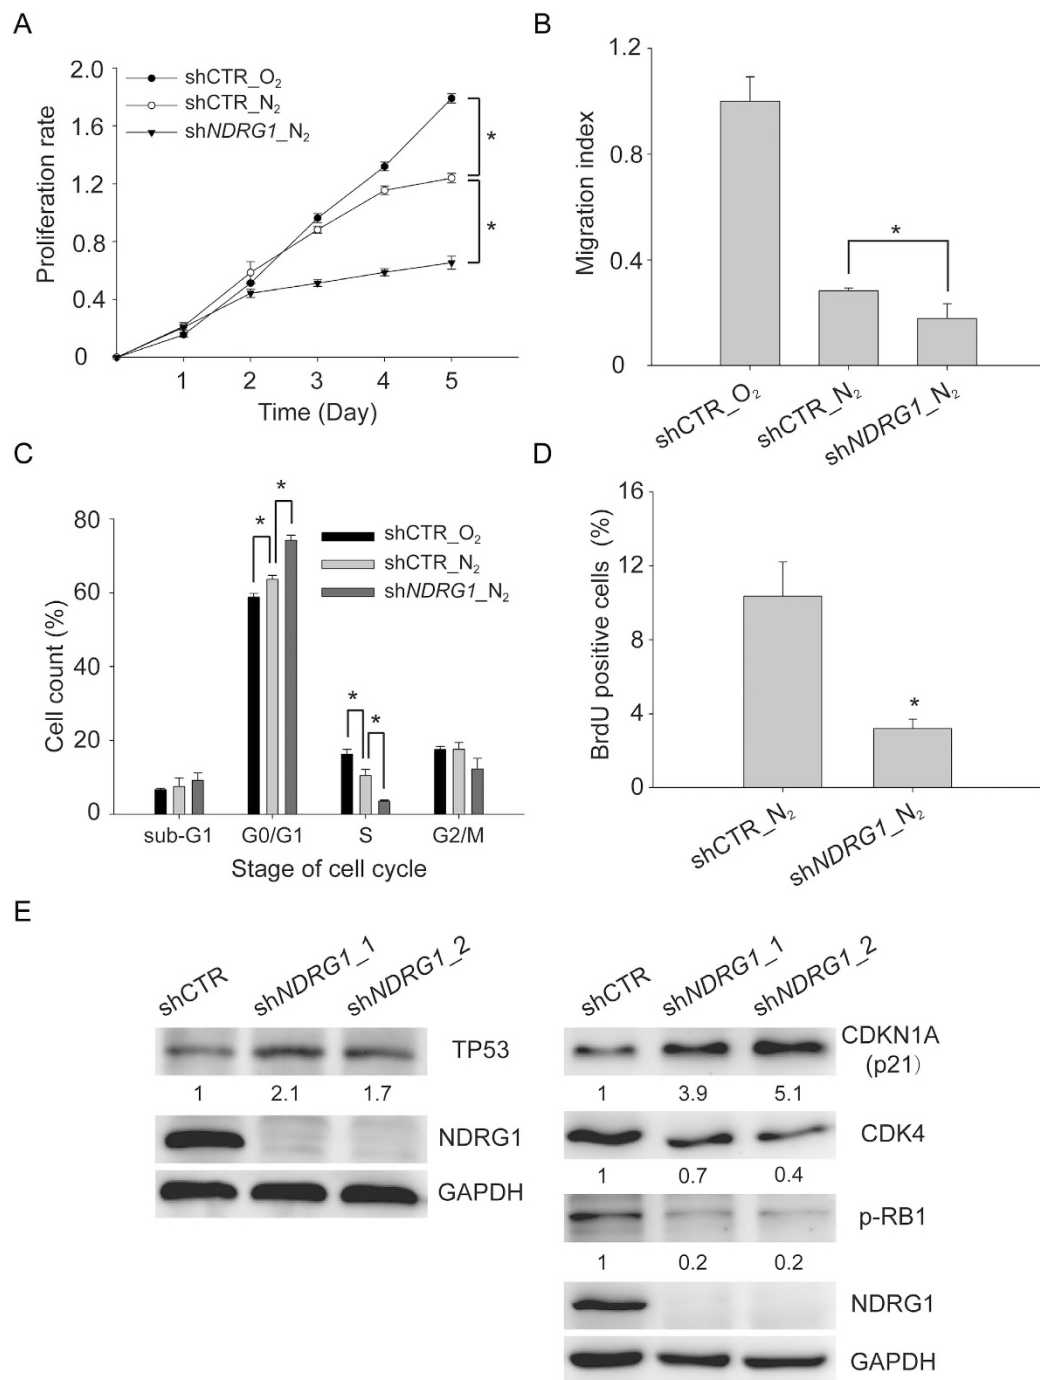 A
shCTR_O₂
shCTR_N₂
shNDRG1_N₂
2.0
1.6
1.2
0.8
0.4
0
Proliferation rate
*
*
1 2 3 4 5
Time (Day)
B
1.2
0.8
0.4
0
Migration index
*
shCTR_O₂
shCTR_N₂
shNDRG1_N₂
C
80
60
40
20
0
Cell count (%)
* *
* *
shCTR_O₂
shCTR_N₂
shNDRG1_N₂
sub-G1 G0/G1 S G2/M
Stage of cell cycle
D
16
12
8
4
0
BrdU positive cells (%)
*
shCTR_N₂
shNDRG1_N₂
E
shCTR shNDRG1_1 shNDRG1_2
TP53
1 2.1 1.7
NDRG1
GAPDH
shCTR shNDRG1_1 shNDRG1_2
CDKN1A
(p21）
1 3.9 5.1
CDK4
1 0.7 0.4
p-RB1
1 0.2 0.2
NDRG1
GAPDH